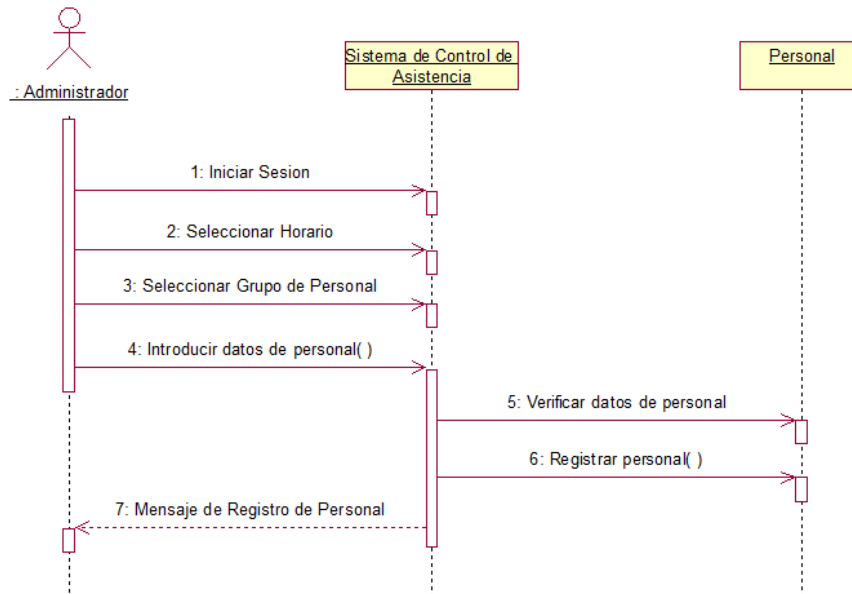 : Administrador
Sistema de Control de
Asistencia
Personal
1: Iniciar Sesion
2: Seleccionar Horario
3: Seleccionar Grupo de Personal
4: Introducir datos de personal( )
5: Verificar datos de personal
6: Registrar personal( )
7: Mensaje de Registro de Personal